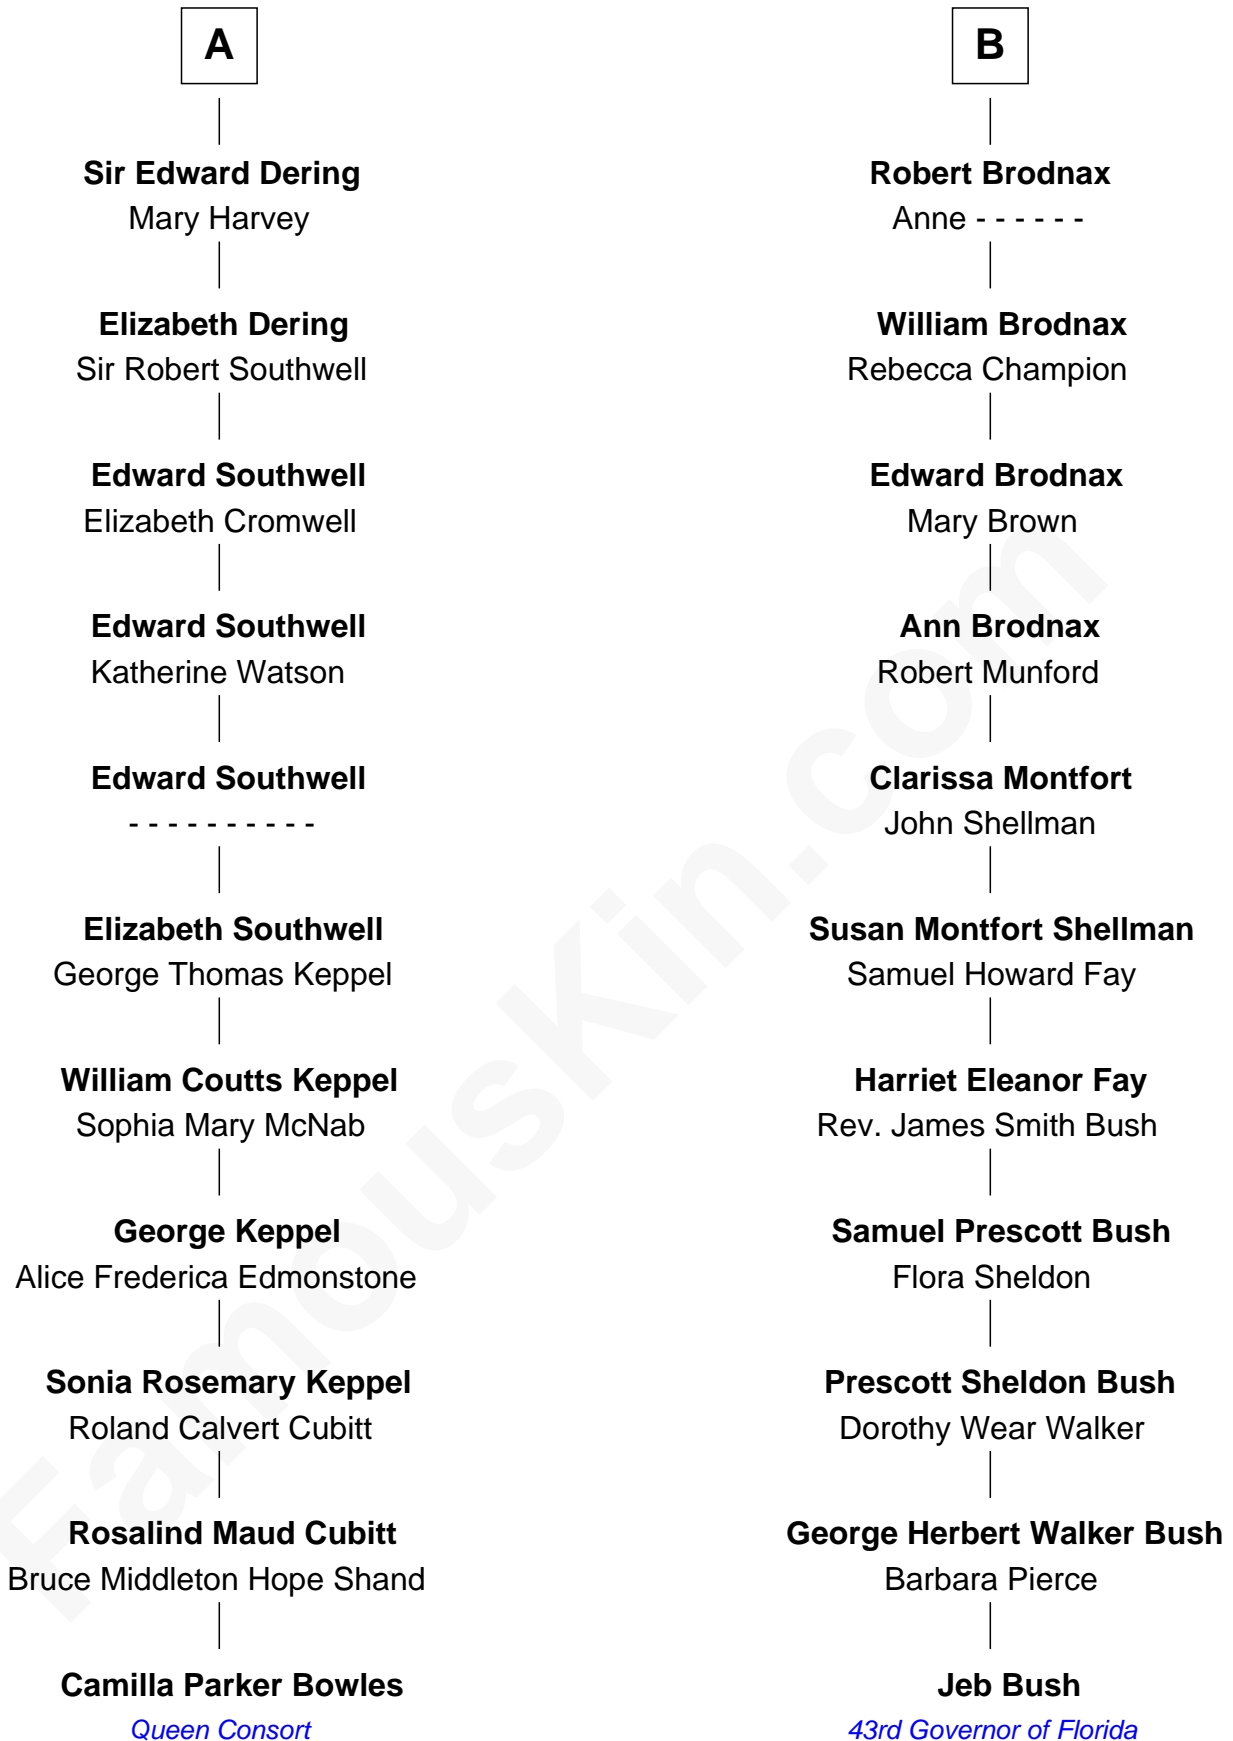 A
Sir Edward Dering
Mary Harvey
Elizabeth Dering
Sir Robert Southwell
Edward Southwell
Elizabeth Cromwell
Edward Southwell
Katherine Watson
Edward Southwell
- - - - - - - - - -
Elizabeth Southwell
George Thomas Keppel
William Coutts Keppel
Sophia Mary McNab
George Keppel
Alice Frederica Edmonstone
Sonia Rosemary Keppel
Roland Calvert Cubitt
Rosalind Maud Cubitt
Bruce Middleton Hope Shand
Camilla Parker Bowles
Queen Consort
B
Robert Brodnax
Anne - - - - - -
William Brodnax
Rebecca Champion
Edward Brodnax
Mary Brown
Ann Brodnax
Robert Munford
Clarissa Montfort
John Shellman
Susan Montfort Shellman
Samuel Howard Fay
Harriet Eleanor Fay
Rev. James Smith Bush
Samuel Prescott Bush
Flora Sheldon
Prescott Sheldon Bush
Dorothy Wear Walker
George Herbert Walker Bush
Barbara Pierce
Jeb Bush
43rd Governor of Florida
FamousKin.com